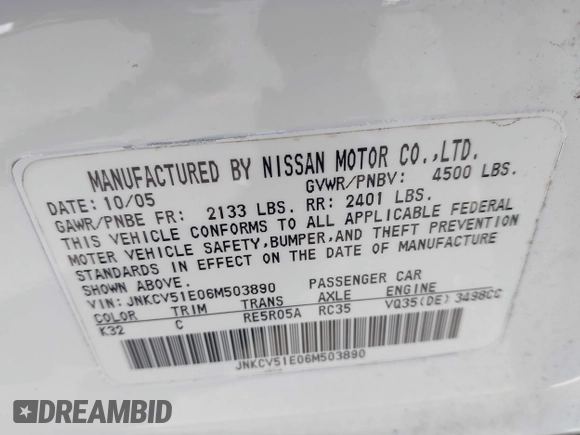 MANUFACTURED BY NISSAN MOTOR CO.,LTD.
DATE: 10/05 GVWR/PNBV: 4500 LBS.
GAWR/PNBE FR: 2133 LBS. RR: 2401 LBS.
THIS VEHICLE CONFORMS TO ALL APPLICABLE FEDERAL
MOTOR VEHICLE SAFETY,BUMPER,AND THEFT PREVENTION
STANDARDS IN EFFECT ON THE DATE OF MANUFACTURE
SHOWN ABOVE.
VIN: JNKCV51E06M503890 PASSENGER CAR
COLOR TRIM TRANS AXLE ENGINE
K32 C RE5R05A RC35 VQ35(DE) 3498CC
JNKCV51E06M503890
DREAMBID